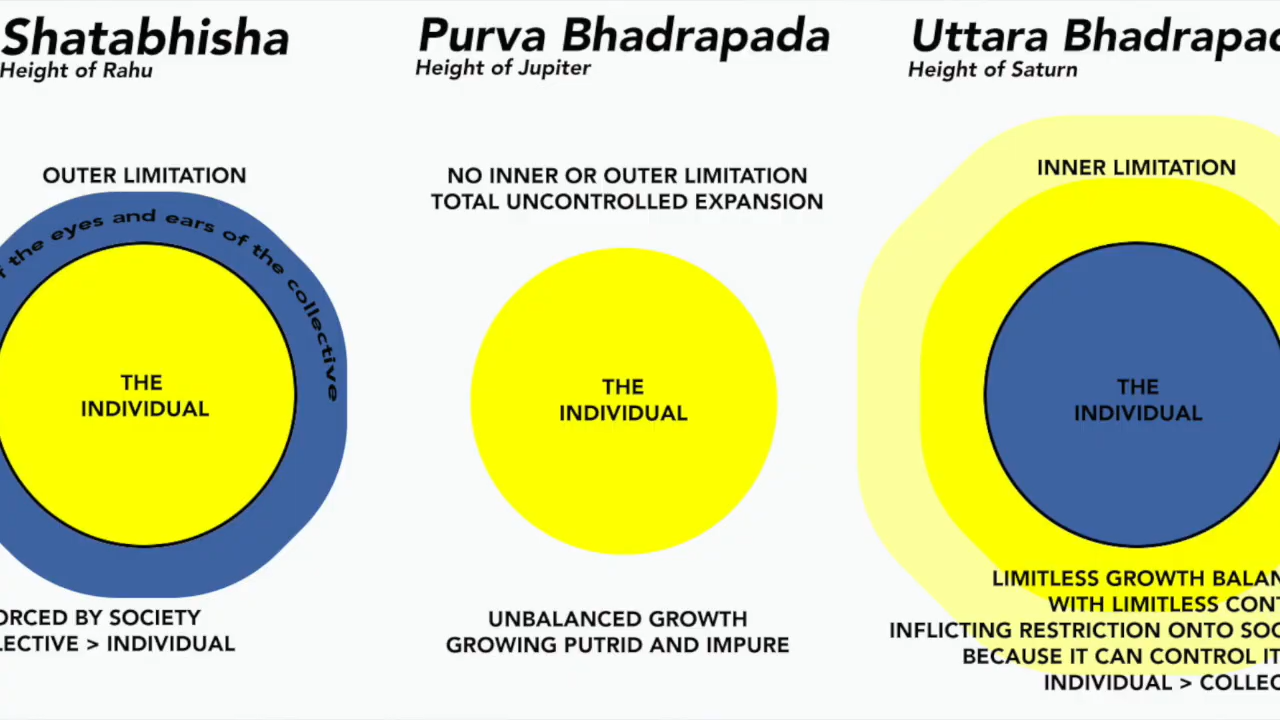 Shatabhisha
Height of Rahu
OUTER LIMITATION
the eyes and ears of the collective
THE
INDIVIDUAL
ORCED BY SOCIETY
LECTIVE > INDIVIDUAL
Purva Bhadrapada
Height of Jupiter
NO INNER OR OUTER LIMITATION
TOTAL UNCONTROLLED EXPANSION
THE
INDIVIDUAL
UNBALANCED GROWTH
GROWING PUTRID AND IMPURE
Uttara Bhadrapad
Height of Saturn
INNER LIMITATION
THE
INDIVIDUAL
LIMITLESS GROWTH BALAN
WITH LIMITLESS CONT
INFLICTING RESTRICTION ONTO SOC
BECAUSE IT CAN CONTROL IT
INDIVIDUAL > COLLEC